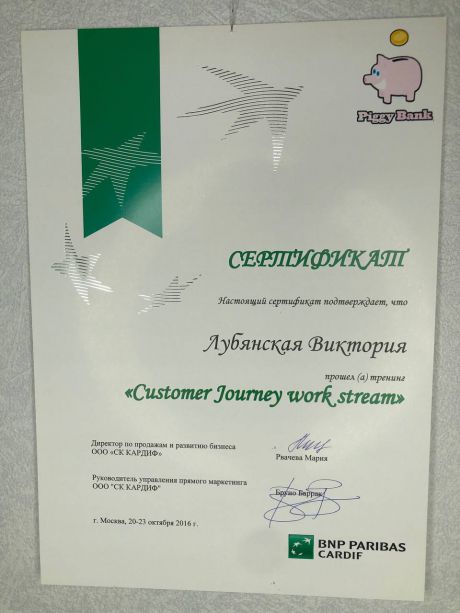 Piggy Bank
СЕРТИФИКАТ
Настоящий сертификат подтверждает, что
Лубянская Виктория
прошел (а) тренинг
«Customer Journey work stream»
Директор по продажам и развитию бизнеса
ООО «СК КАРДИФ»
Рвачева Мария
Руководитель управления прямого маркетинга
ООО "СК КАРДИФ"
Бруно Баррак
г. Москва, 20-23 октября 2016 г.
BNP PARIBAS
CARDIF